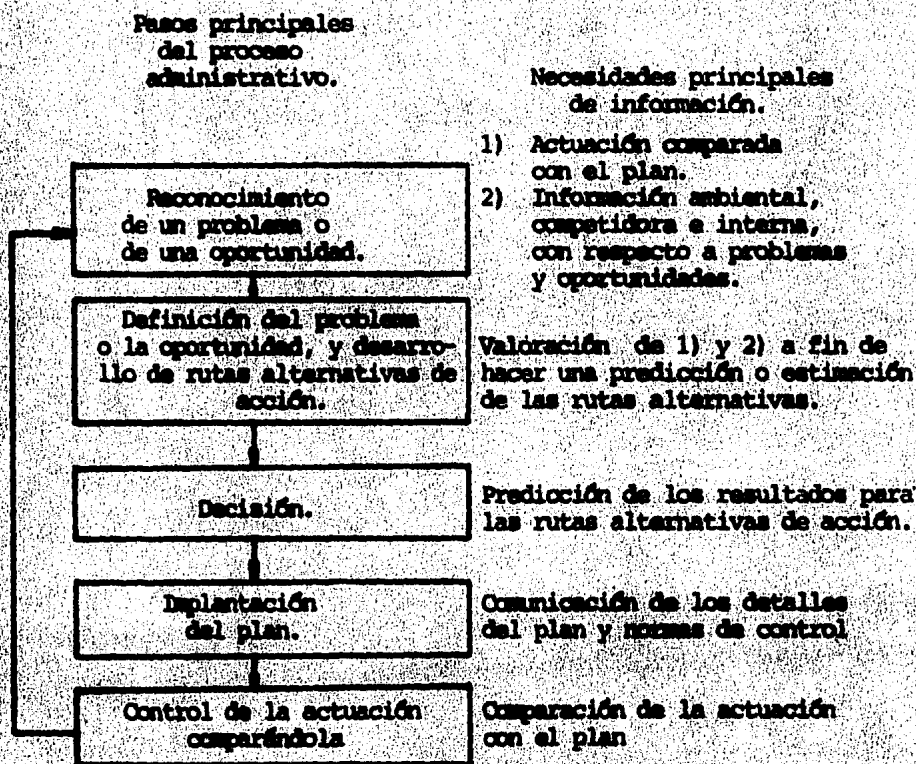 Pasos principales
del proceso
administrativo.
Necesidades principales
de información.
1) Actuación comparada
con el plan.
2) Información ambiental,
competidora e interna,
con respecto a problemas
y oportunidades.
Reconocimiento
de un problema o
de una oportunidad.
Definición del problema
o la oportunidad, y desarro-
llo de rutas alternativas de
acción.
Valoración de 1) y 2) a fin de
hacer una predicción o estimación
de las rutas alternativas.
Decisión.
Predicción de los resultados para
las rutas alternativas de acción.
Implantación
del plan.
Comunicación de los detalles
del plan y normas de control
Control de la actuación
comparándola
Comparación de la actuación
con el plan